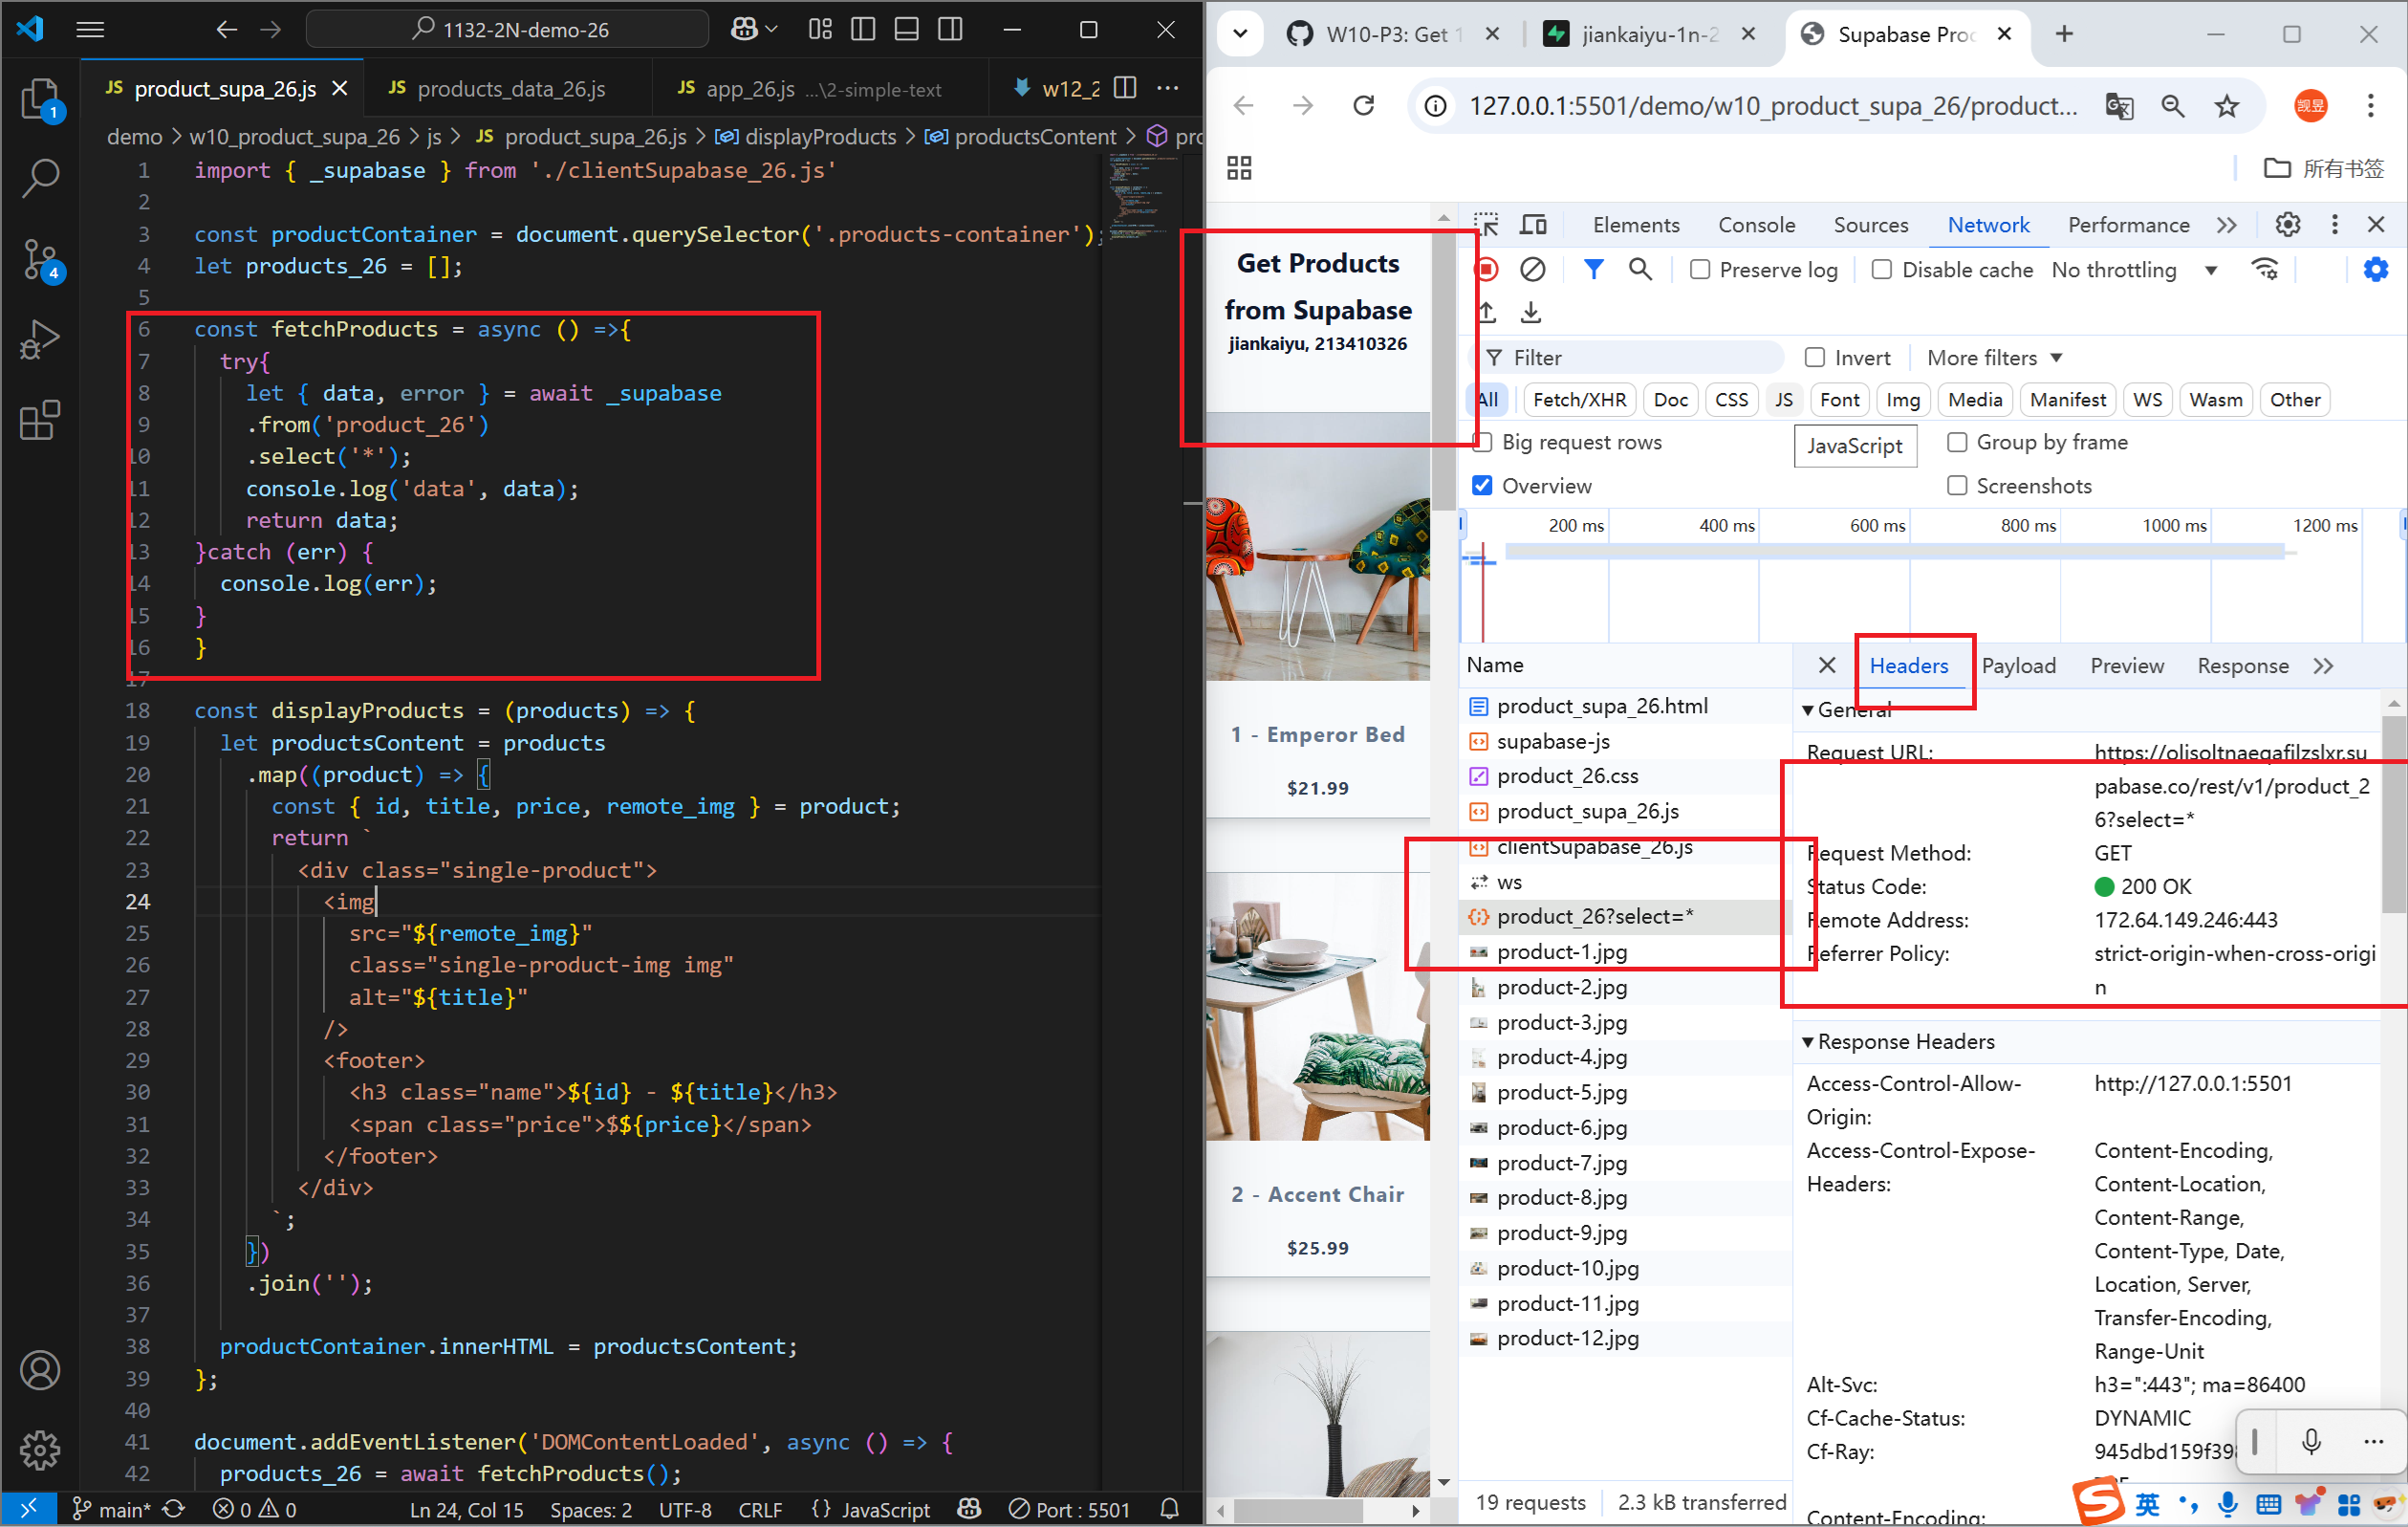 1132-2N-demo-26
product_supa_26.js
products_data_26.js
app_26.js ...\2-simple-text
w12_2
demo > w10_product_supa_26 > js > JS product_supa_26.js > displayProducts > productsContent >
1 import { _supabase } from './clientSupabase_26.js'
2
3 const productContainer = document.querySelector('.products-container');
4 let products_26 = [];
5
6 const fetchProducts = async () =>{
7 try{
8 let { data, error } = await _supabase
9 .from('product_26')
10 .select('*');
11 console.log('data', data);
12 return data;
13 }catch (err) {
14 console.log(err);
15 }
16 }
17
18 const displayProducts = (products) => {
19 let productsContent = products
20 .map((product) => {
21 const { id, title, price, remote_img } = product;
22 return `
23 <div class="single-product">
24 <img
25 src="${remote_img}"
26 class="single-product-img img"
27 alt="${title}"
28 />
29 <footer>
30 <h3 class="name">${id} - ${title}</h3>
31 <span class="price">$${price}</span>
32 </footer>
33 </div>
34 `;
35 })
36 .join('');
37
38 productContainer.innerHTML = productsContent;
39 };
40
41 document.addEventListener('DOMContentLoaded', async () => {
42 products_26 = await fetchProducts();
1
4
main* 0 0 Ln 24, Col 15 Spaces: 2 UTF-8 CRLF {} JavaScript Port : 5501
W10-P3: Get 1
jiankaiyu-1n-2
Supabase Proc
127.0.0.1:5501/demo/w10_product_supa_26/product...
觊昱
所有书签
Get Products
from Supabase
jiankaiyu, 213410326
1 - Emperor Bed
$21.99
2 - Accent Chair
$25.99
Elements Console Sources Network Performance
Preserve log Disable cache No throttling
Filter Invert More filters
All Fetch/XHR Doc CSS JS Font Img Media Manifest WS Wasm Other
Big request rows JavaScript Group by frame
Overview Screenshots
200 ms 400 ms 600 ms 800 ms 1000 ms 1200 ms
Name
product_supa_26.html
supabase-js
product_26.css
product_supa_26.js
clientSupabase_26.js
ws
product_26?select=*
product-1.jpg
product-2.jpg
product-3.jpg
product-4.jpg
product-5.jpg
product-6.jpg
product-7.jpg
product-8.jpg
product-9.jpg
product-10.jpg
product-11.jpg
product-12.jpg
19 requests 2.3 kB transferred
Headers Payload Preview Response
General
Request URL: https://olisoltnaeqafilzslxr.su
pabase.co/rest/v1/product_2
6?select=*
Request Method: GET
Status Code: 200 OK
Remote Address: 172.64.149.246:443
Referrer Policy: strict-origin-when-cross-origi
n
Response Headers
Access-Control-Allow- http://127.0.0.1:5501
Origin:
Access-Control-Expose- Content-Encoding,
Headers: Content-Location,
Content-Range,
Content-Type, Date,
Location, Server,
Transfer-Encoding,
Range-Unit
Alt-Svc: h3=":443"; ma=86400
Cf-Cache-Status: DYNAMIC
Cf-Ray:
Content-Encoding:
英